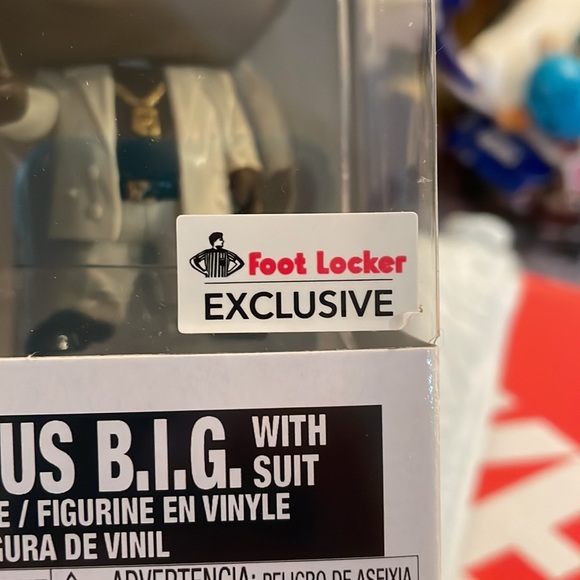 Foot Locker
EXCLUSIVE
US B.I.G. WITH
SUIT
E / FIGURINE EN VINYLE
GURA DE VINIL
ADVERTENCIA: PELIGRO DE ASFIXIA